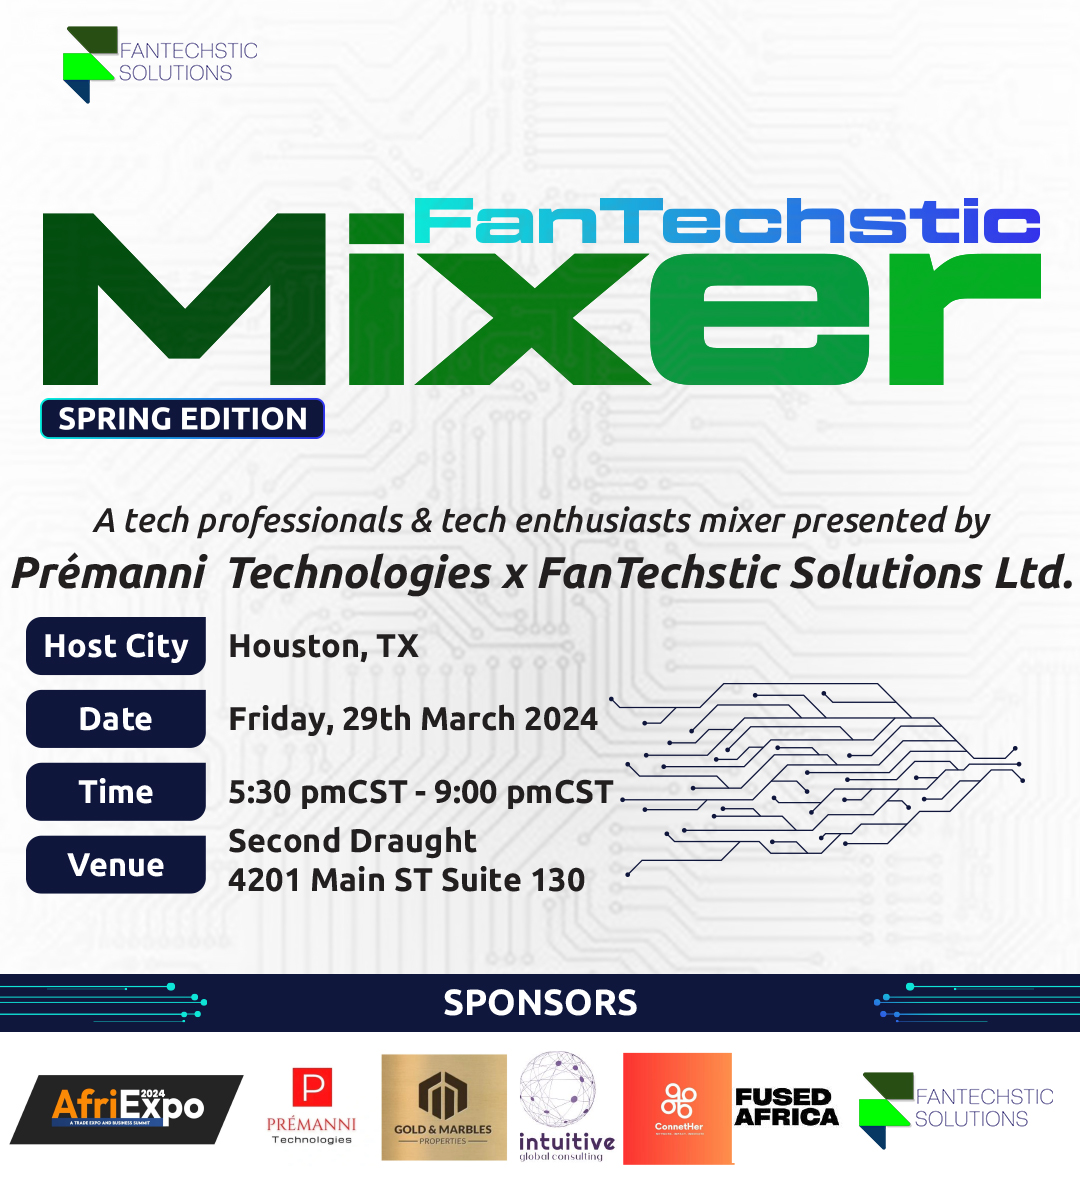 FANTECHSTIC
SOLUTIONS
FanTechstic
Mixer
SPRING EDITION
A tech professionals & tech enthusiasts mixer presented by
Prémanni Technologies x FanTechstic Solutions Ltd.
Host City Houston, TX
Date Friday, 29th March 2024
Time 5:30 pmCST - 9:00 pmCST
Venue Second Draught
4201 Main ST Suite 130
SPONSORS
AfriExpo 2024
A TRADE EXPO AND BUSINESS SUMMIT
P
PRÉMANNI
Technologies
GOLD & MARBLES
PROPERTIES
intuitive
global consulting
ConnectHer
FUSED
AFRICA
FANTECHSTIC
SOLUTIONS